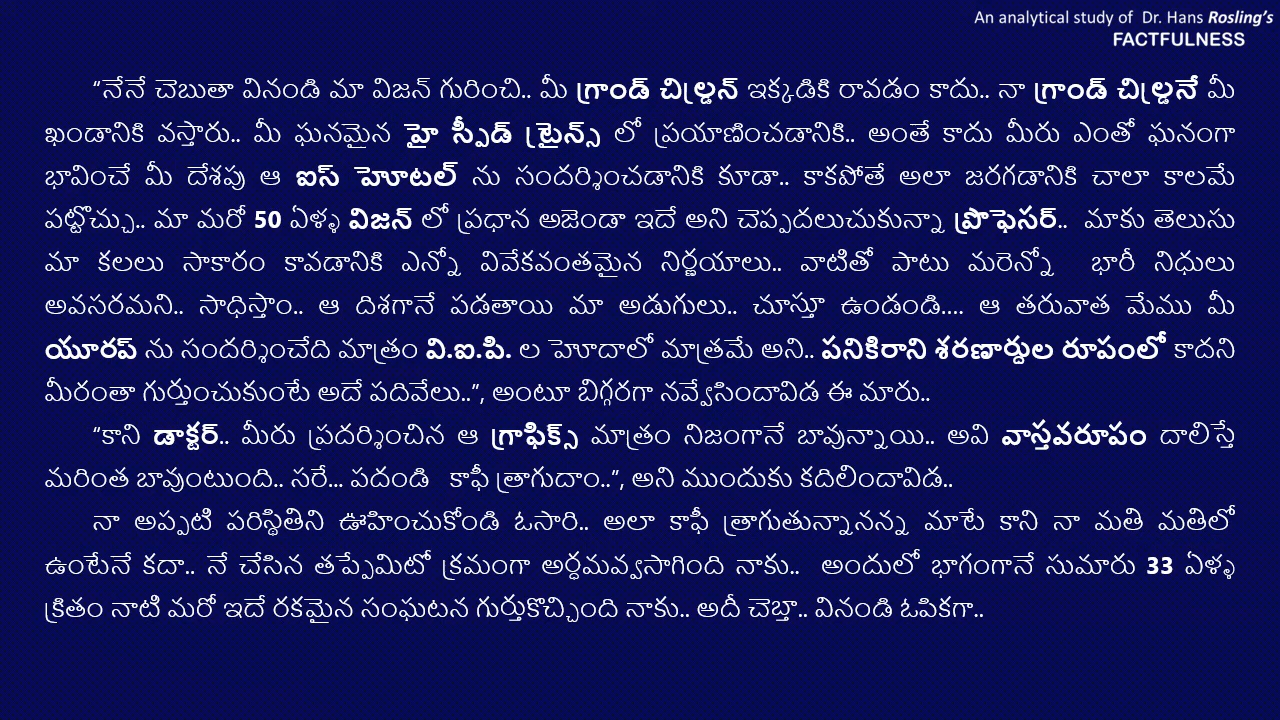 An analytical study of Dr. Hans Rosling's
FACTFULNESS
“నేనే చెబుతా వినండి మా విజన్ గురించి.. మీ గ్రాండ్ చిల్డ్రన్ ఇక్కడికి రావడం కాదు.. నా గ్రాండ్ చిల్డ్రనే మీ
ఖండానికి వస్తారు.. మీ ఘనమైన హై స్పీడ్ ట్రైన్స్ లో ప్రయాణించడానికి.. అంతే కాదు మీరు ఎంతో ఘనంగా
భావించే మీ దేశపు ఆ ఐస్ హెూటల్ ను సందర్శించడానికి కూడా.. కాకపోతే అలా జరగడానికి చాలా కాలమే
పట్టొచ్చు.. మా మరో 50 ఏళ్ళ విజన్ లో ప్రధాన అజెండా ఇదే అని చెప్పదలుచుకున్నా ప్రొఫెసర్.. మాకు తెలుసు
మా కలలు సాకారం కావడానికి ఎన్నో వివేకవంతమైన నిర్ణయాలు.. వాటితో పాటు మరెన్నో భారీ నిధులు
అవసరమని.. సాధిస్తాం.. ఆ దిశగానే పడతాయి మా అడుగులు.. చూస్తూ ఉండండి.... ఆ తరువాత మేము మీ
యూరప్ ను సందర్శించేది మాత్రం వి.ఐ.పి. ల హెూదాలో మాత్రమే అని.. పనికిరాని శరణార్దుల రూపంలో కాదని
మీరంతా గుర్తుంచుకుంటే అదే పదివేలు..”, అంటూ బిగ్గరగా నవ్వేసిందావిడ ఈ మారు..
“కాని డాక్టర్.. మీరు ప్రదర్శించిన ఆ గ్రాఫిక్స్ మాత్రం నిజంగానే బావున్నాయి.. అవి వాస్తవరూపం దాలిస్తే
మరింత బావుంటుంది.. సరే... పదండి కాఫీ త్రాగుదాం..”, అని ముందుకు కదిలిందావిడ..
నా అప్పటి పరిస్థితిని ఊహించుకోండి ఓసారి.. అలా కాఫీ త్రాగుతున్నానన్న మాటే కాని నా మతి మతిలో
ఉంటేనే కదా.. నే చేసిన తప్పేమిటో క్రమంగా అర్ధమవ్వసాగింది నాకు.. అందులో భాగంగానే సుమారు 33 ఏళ్ళ
క్రితం నాటి మరో ఇదే రకమైన సంఘటన గుర్తుకొచ్చింది నాకు.. అదీ చెబ్తా.. వినండి ఓపికగా..